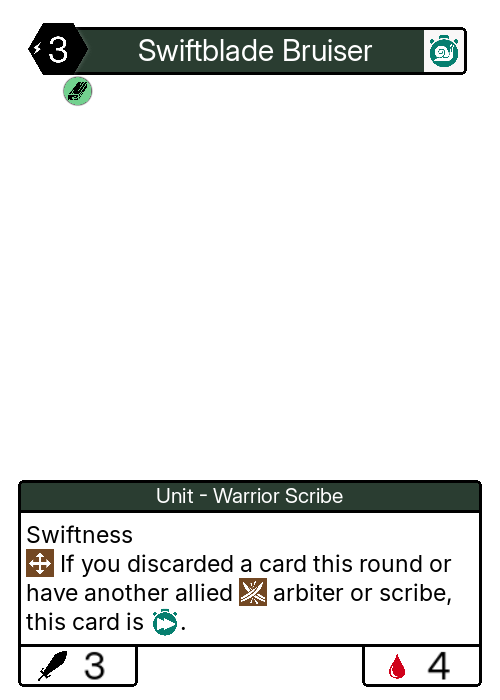 3 Swiftblade Bruiser
Unit - Warrior Scribe
Swiftness
If you discarded a card this round or
have another allied arbiter or scribe,
this card is .
3 4